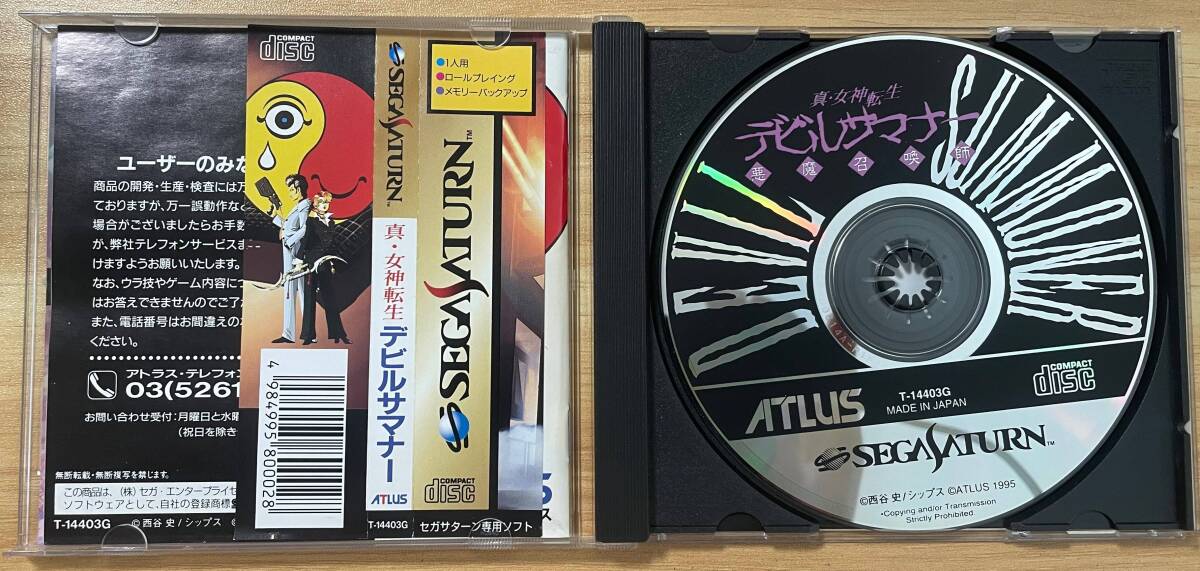 ユーザーのみな
商品の開発・生産・検査には万
ておりますが、万一誤動作など
場合がございましたらお手数
が、弊社テレフォンサービスま
けますようお願いいたします。
なお、ウラ技やゲーム内容につ
はお答えできませんのでご了
また、電話番号はお間違えのな
ください。
アトラス・テレフォ
03(5261
お問い合わせ受付:月曜日と水曜
(祝日を除き
無断転載・無断複写を禁じます。
この商品は、(株)セガ・エンタープライゼ
ソフトウェアとして、自社の登録商標
T-14403G ©西谷 史/シップス ©
COMPACT
disc
4984995800028
SEGA SATURN™
真・女神転生
デビルサマナー
ATLUS
T-14403G
●1人用
●ロールプレイング
●メモリーバックアップ
SEGA SATURN™
COMPACT
disc
セガサターン専用ソフト
真・女神転生
デビルサマナー
悪魔召喚師
DEVIL
SUMMONER
14A-
ATLUS
T-14403G
MADE IN JAPAN
COMPACT
disc
SEGA SATURN™
©西谷 史/シップス ©ATLUS 1995
•Copying and/or Transmission
Strictly Prohibited.